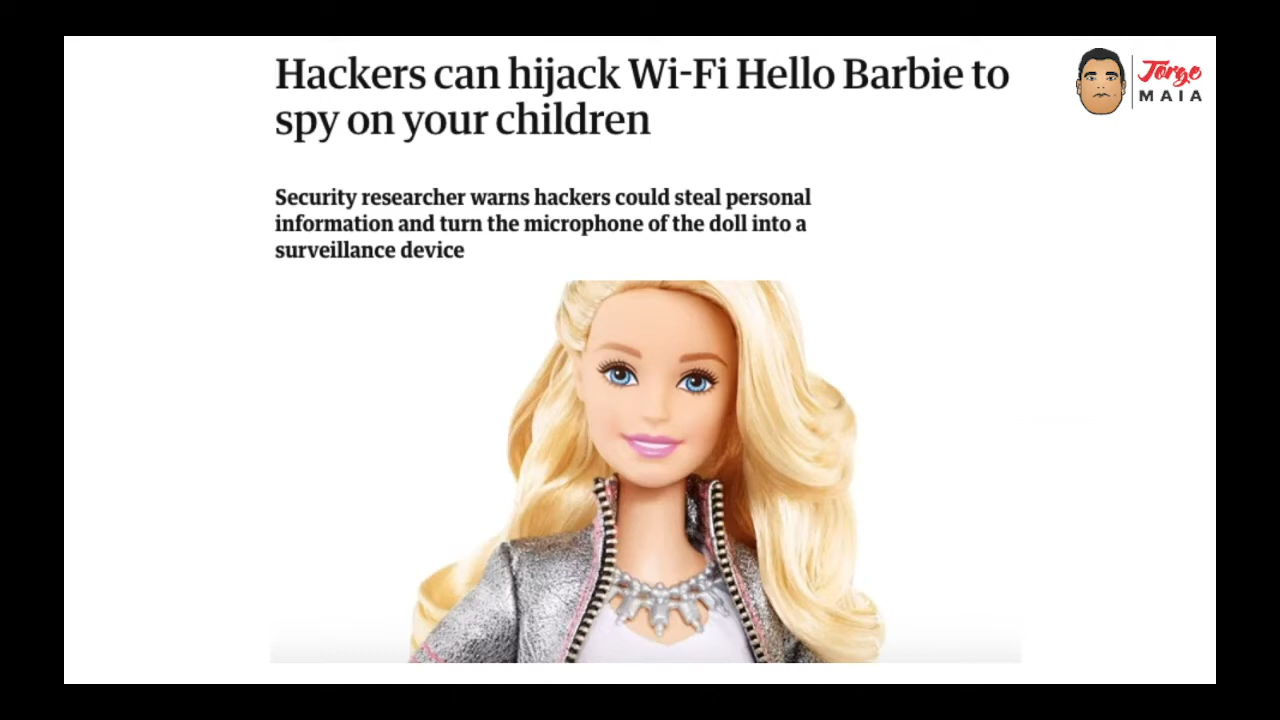 Hackers can hijack Wi-Fi Hello Barbie to
spy on your children
Jorge
MAIA
Security researcher warns hackers could steal personal
information and turn the microphone of the doll into a
surveillance device